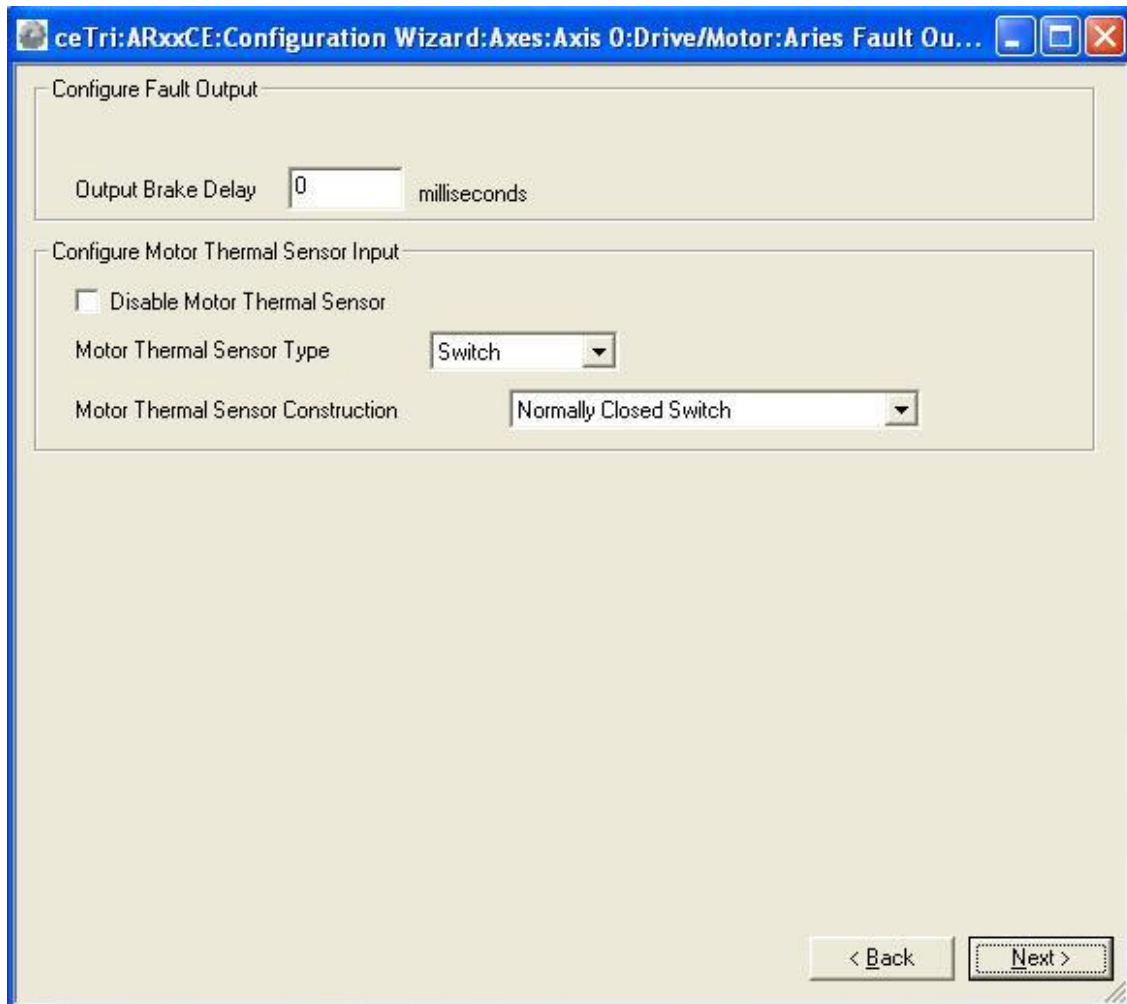 ceTri:ARxxCE:Configuration Wizard:Axes:Axis 0:Drive/Motor:Aries Fault Ou...
Configure Fault Output
Output Brake Delay 0 milliseconds
Configure Motor Thermal Sensor Input
Disable Motor Thermal Sensor
Motor Thermal Sensor Type Switch
Motor Thermal Sensor Construction Normally Closed Switch
< Back Next >